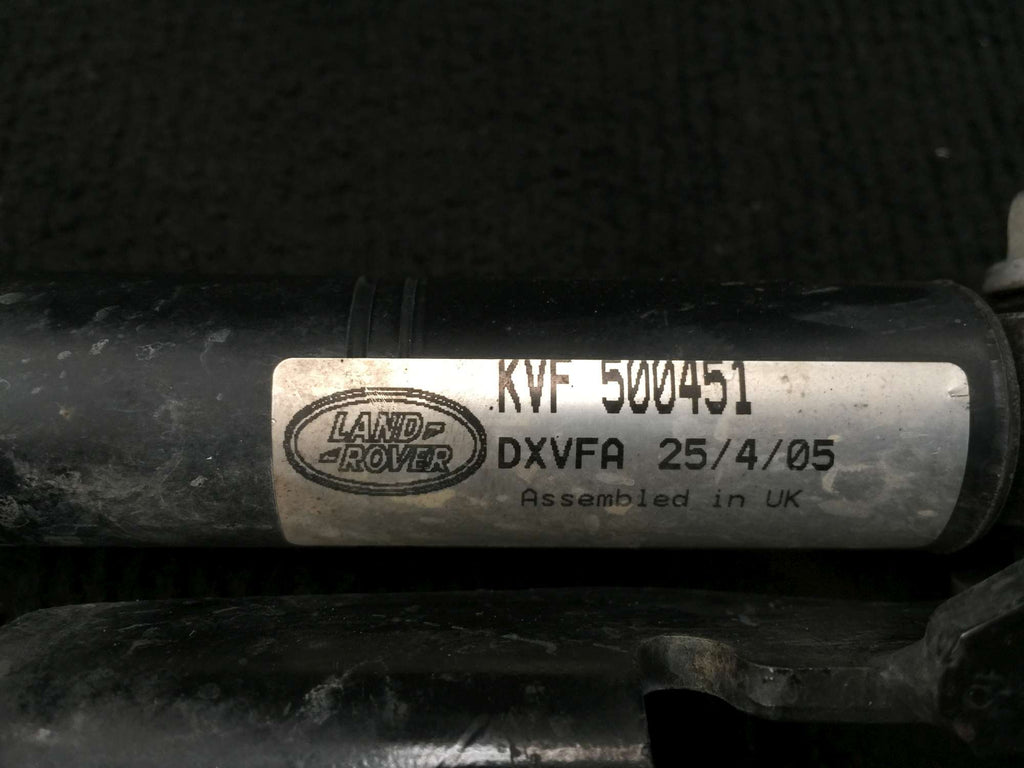 LAND-
-ROVER
KVF 500451
DXVFA 25/4/05
Assembled in UK